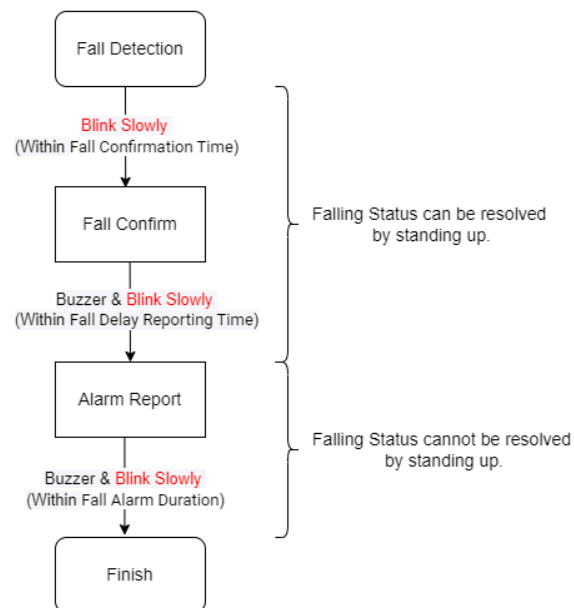 Fall Detection
Blink Slowly
(Within Fall Confirmation Time)
Fall Confirm
Falling Status can be resolved
by standing up.
Buzzer & Blink Slowly
(Within Fall Delay Reporting Time)
Alarm Report
Falling Status cannot be resolved
by standing up.
Buzzer & Blink Slowly
(Within Fall Alarm Duration)
Finish